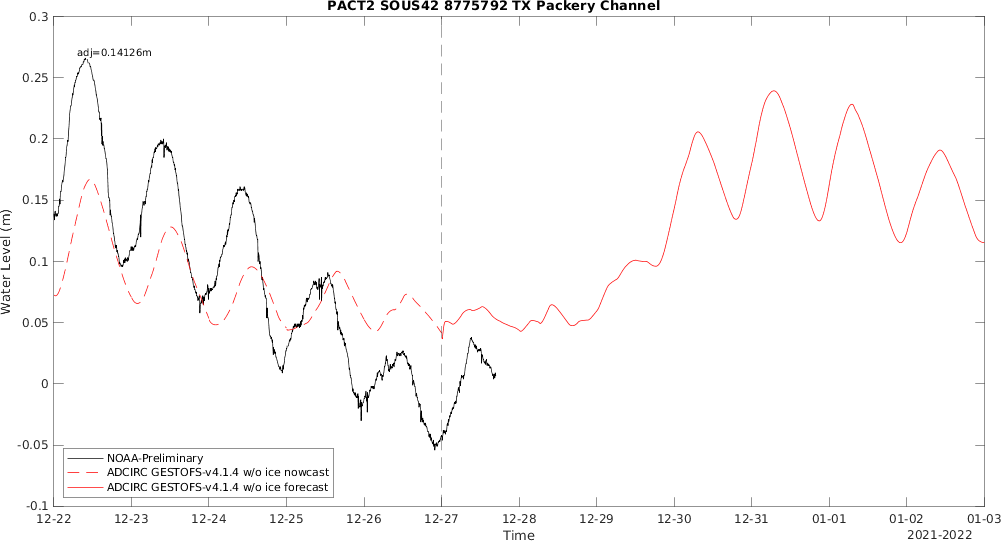 PACT2 SOUS42 8775792 TX Packery Channel
0.3
adj=0.14126m
0.25
0.2
0.15
0.1
0.05
0
-0.05
-0.1
Water Level (m)
NOAA-Preliminary
ADCIRC GESTOFS-v4.1.4 w/o ice nowcast
ADCIRC GESTOFS-v4.1.4 w/o ice forecast
12-22 12-23 12-24 12-25 12-26 12-27 12-28 12-29 12-30 12-31 01-01 01-02 01-03
Time
2021-2022